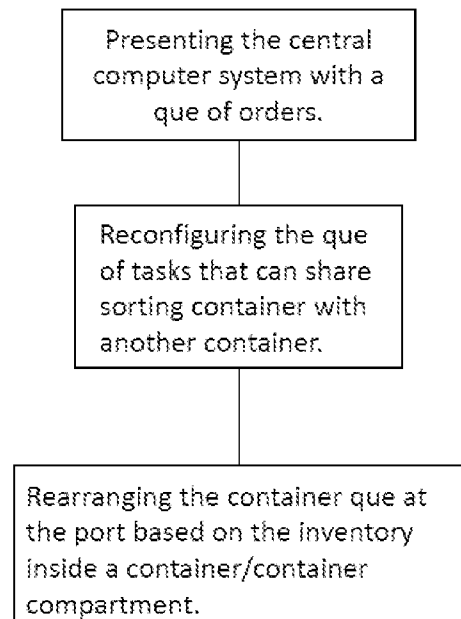 Presenting the central
computer system with a
que of orders.
Reconfiguring the que
of tasks that can share
sorting container with
another container.
Rearranging the container que at
the port based on the inventory
inside a container/container
compartment.